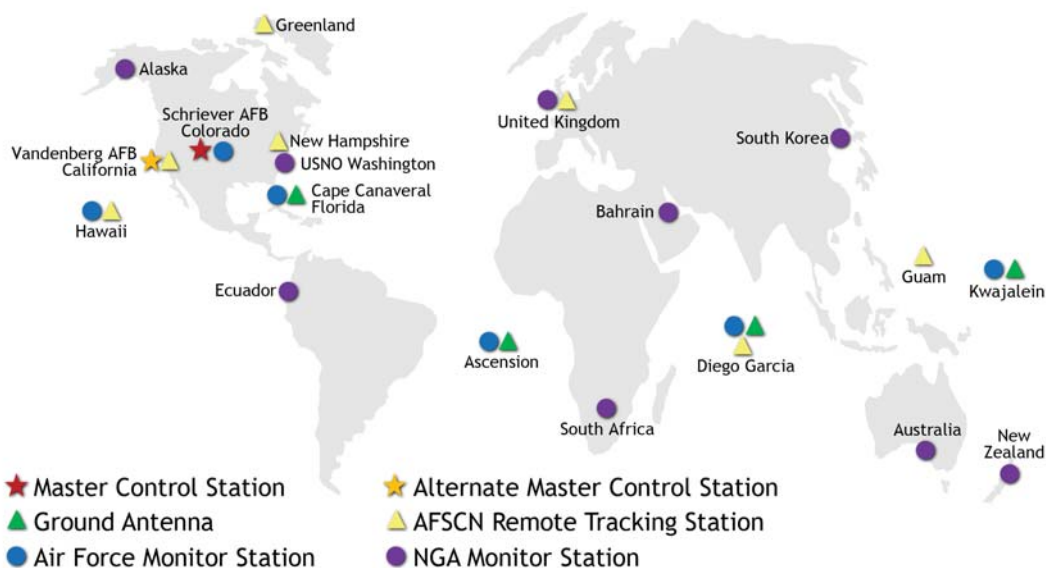 Greenland
Alaska
Schriever AFB
Colorado
New Hampshire
USNO Washington
Vandenberg AFB
California
Cape Canaveral
Florida
Hawaii
United Kingdom
South Korea
Bahrain
Guam
Kwajalein
Ecuador
Ascension
Diego Garcia
South Africa
Australia
New
Zealand
Master Control Station
Alternate Master Control Station
Ground Antenna
AFSCN Remote Tracking Station
Air Force Monitor Station
NGA Monitor Station